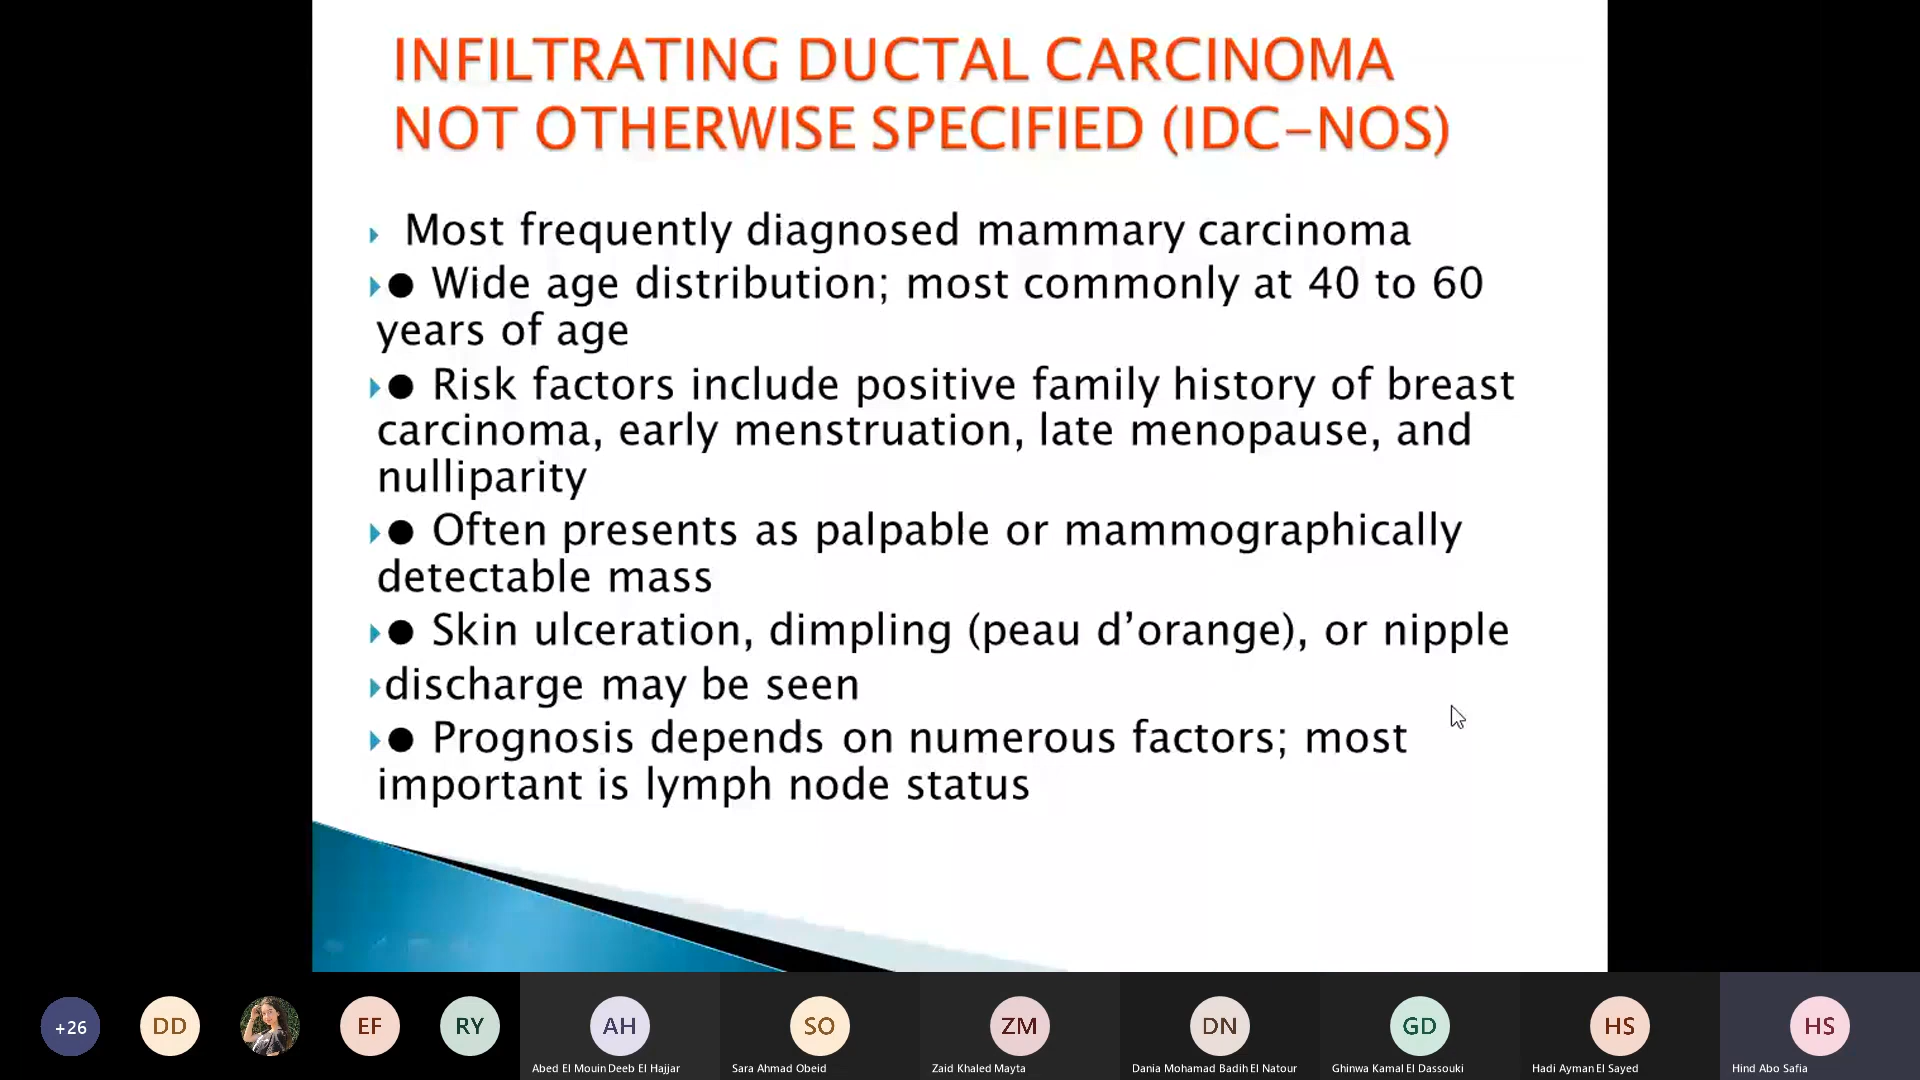 INFILTRATING DUCTAL CARCINOMA
NOT OTHERWISE SPECIFIED (IDC-NOS)
Most frequently diagnosed mammary carcinoma
● Wide age distribution; most commonly at 40 to 60
years of age
● Risk factors include positive family history of breast
carcinoma, early menstruation, late menopause, and
nulliparity
● Often presents as palpable or mammographically
detectable mass
● Skin ulceration, dimpling (peau d’orange), or nipple
discharge may be seen
● Prognosis depends on numerous factors; most
important is lymph node status
+26
DD
EF
RY
AH
SO
ZM
DN
GD
HS
HS
Abed El Mouin Deeb El Hajjar
Sara Ahmad Obeid
Zaid Khaled Mayta
Dania Mohamad Badih El Natour
Ghinwa Kamal El Dassouki
Hadi Ayman El Sayed
Hind Abo Safia